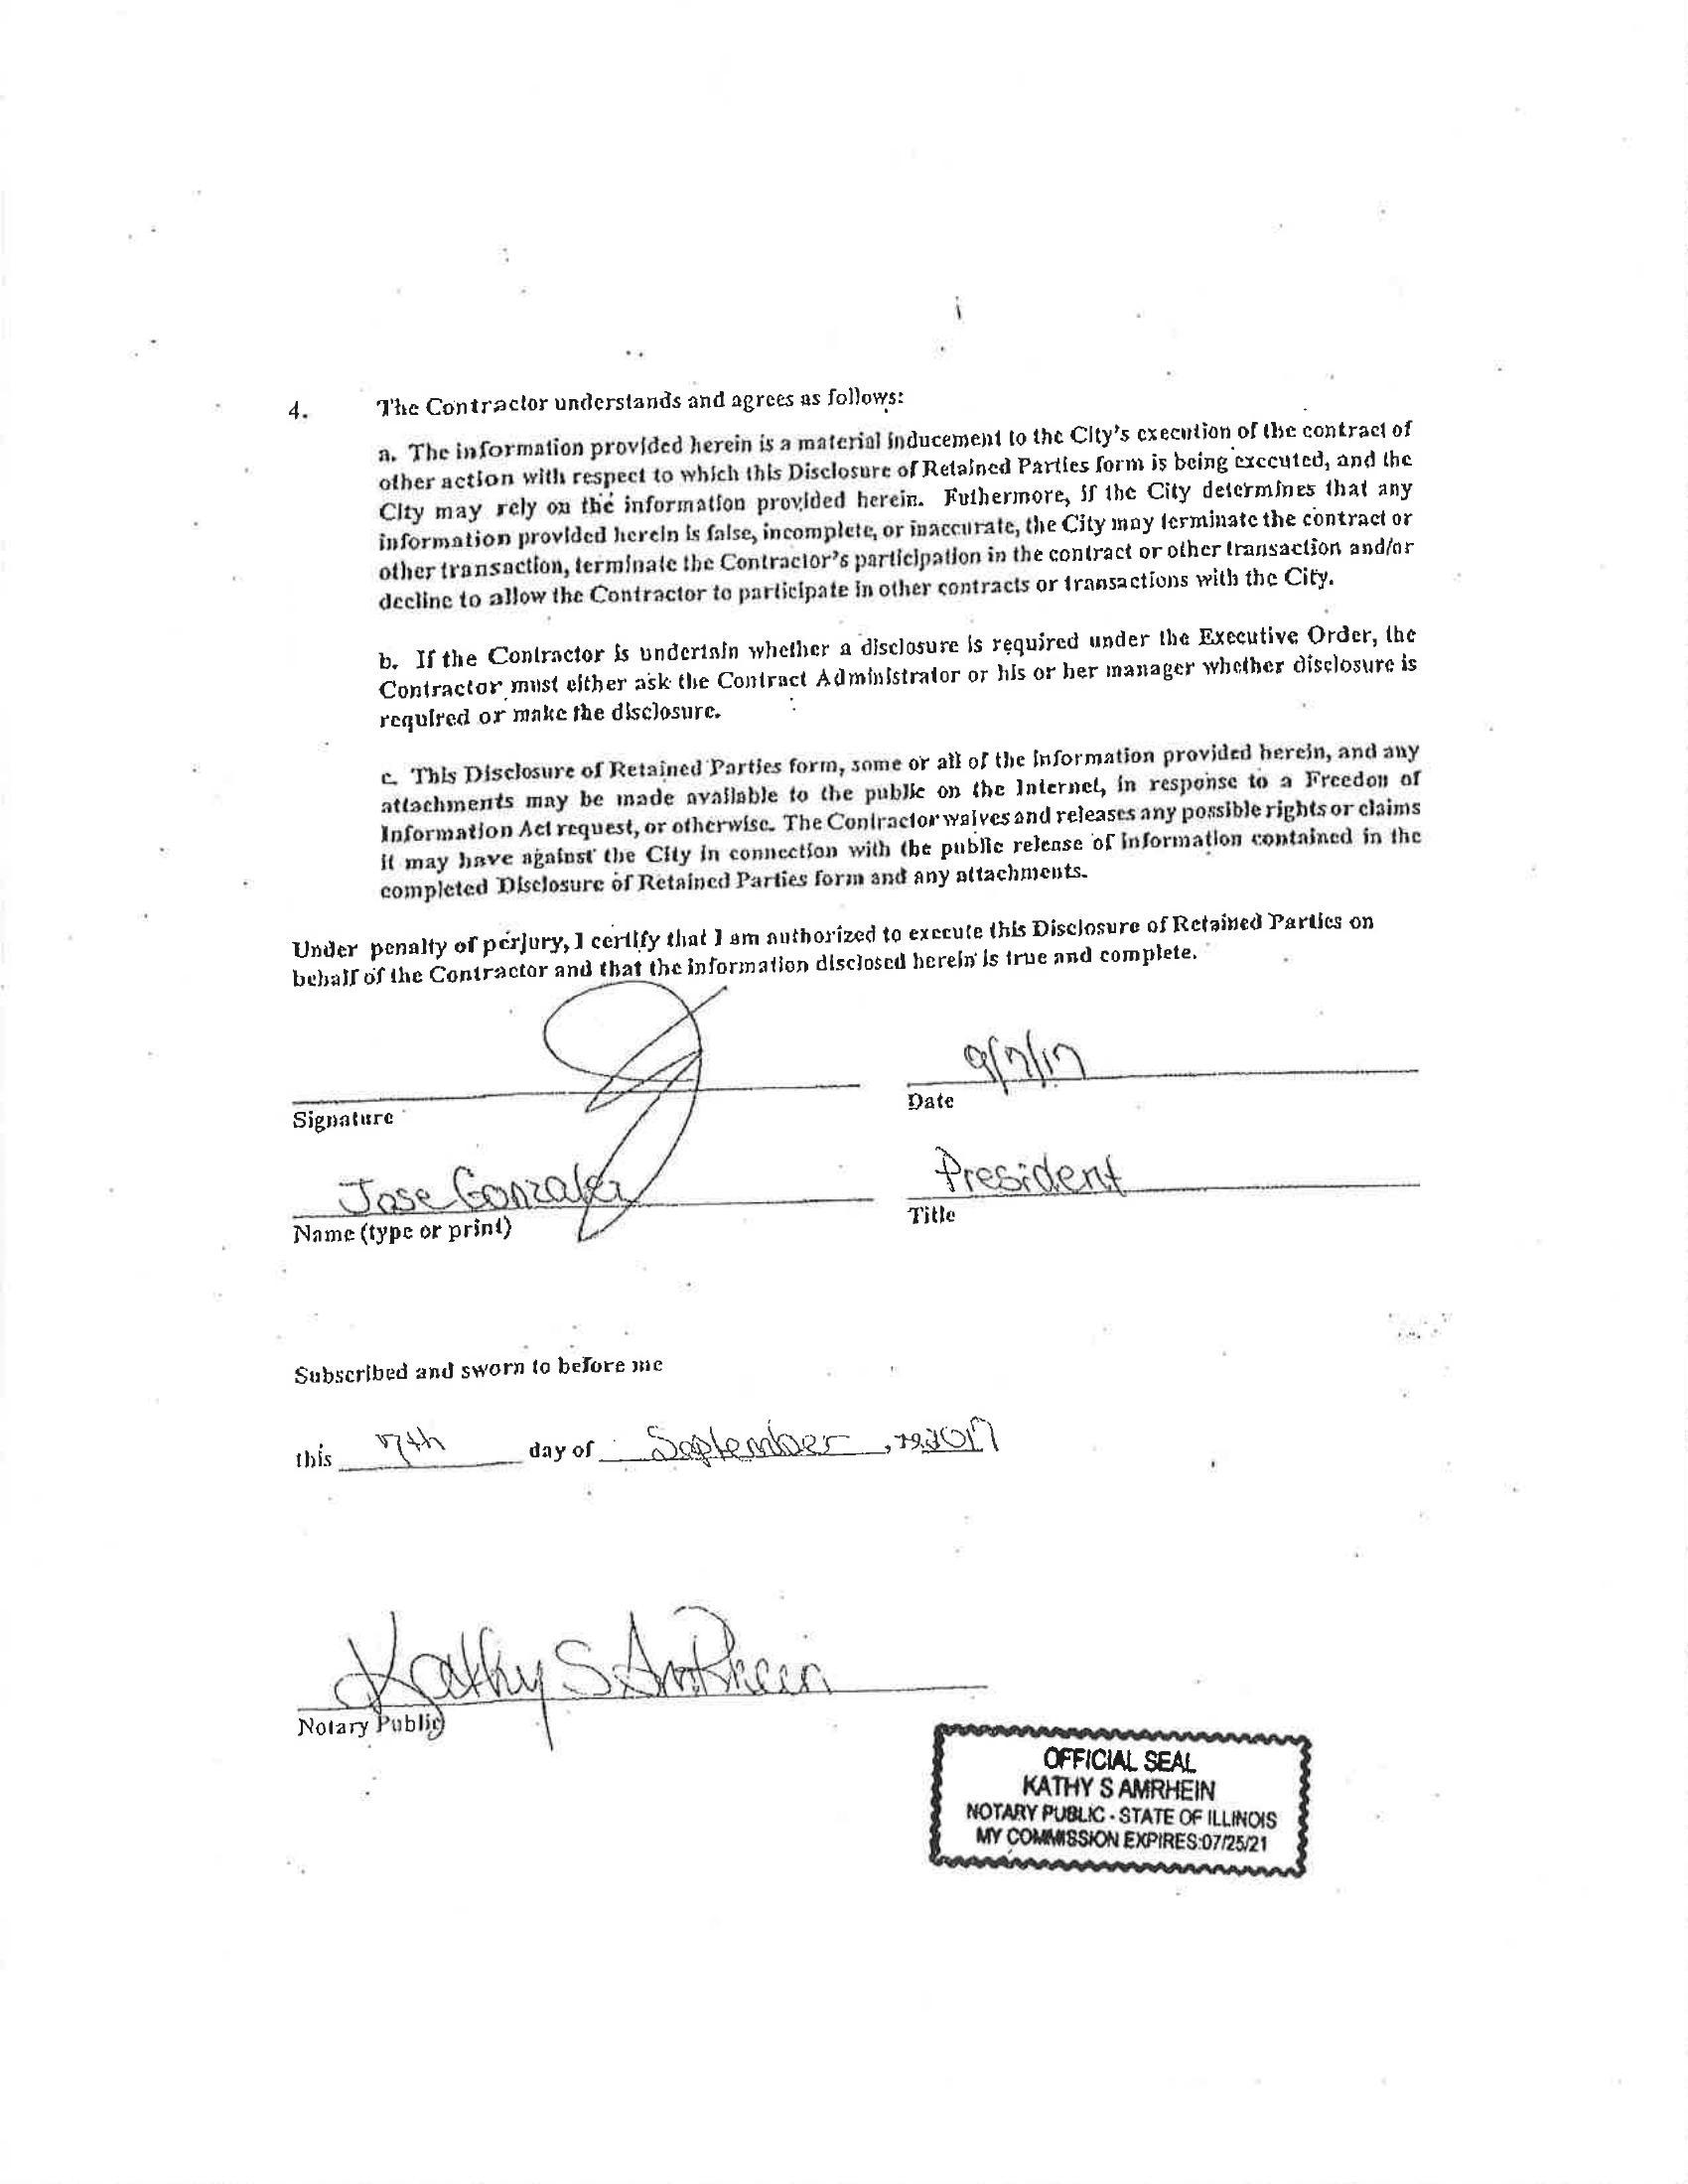 4. The Contractor understands and agrees as follows:
a. The information provided herein is a material inducement to the City's execution of the contract of
other action with respect to which this Disclosure of Retained Parties form is being executed, and the
City may rely on the information provided herein. Futhermore, if the City determines that any
information provided herein is false, incomplete, or inaccurate, the City may terminate the contract or
other transaction, terminate the Contractor's participation in the contract or other transaction and/or
decline to allow the Contractor to participate in other contracts or transactions with the City.
b. If the Contractor is undertain whether a disclosure is required under the Executive Order, the
Contractor must either ask the Contract Administrator or his or her manager whether disclosure is
required or make the disclosure.
c. This Disclosure of Retained Parties form, some or all of the information provided herein, and any
attachments may be made available to the public on the Internet, in response to a Freedon of
Information Act request, or otherwise. The Contractor waives and releases any possible rights or claims
it may have against the City in connection with the public release of information contained in the
completed Disclosure of Retained Parties form and any attachments.
Under penalty of perjury, I certify that I am authorized to execute this Disclosure of Retained Parties on
behalf of the Contractor and that the information disclosed herein is true and complete.
9/7/17
Signature Date
Jose Gonzalez President
Name (type or print) Title
Subscribed and sworn to before me
this 7th day of September, 2017
Kathy S. AmRhein
Notary Public
OFFICIAL SEAL
KATHY S AMRHEIN
NOTARY PUBLIC - STATE OF ILLINOIS
MY COMMISSION EXPIRES:07/25/21